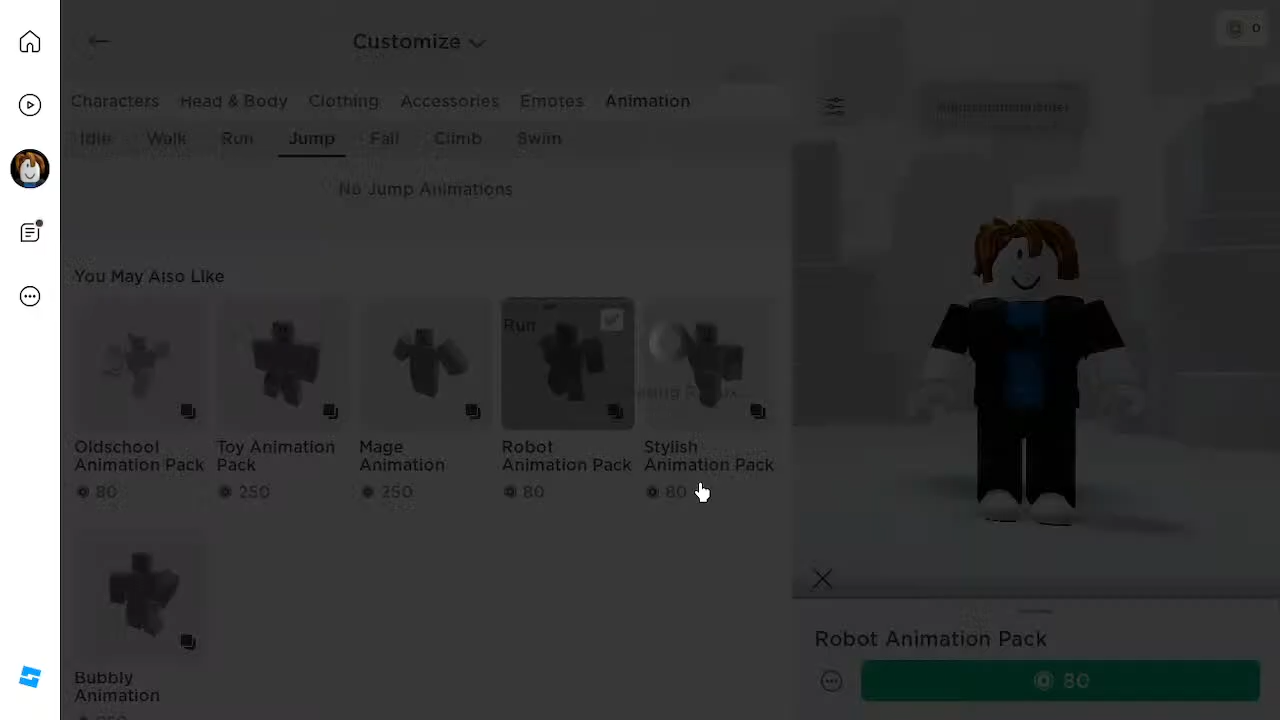 Customize
0
Characters Head & Body Clothing Accessories Emotes Animation
Idle Walk Run Jump Fall Climb Swim
No Jump Animations
You May Also Like
Run
Oldschool Animation Pack
80
Toy Animation Pack
250
Mage Animation
250
Robot Animation Pack
80
Stylish Animation Pack
80
Bubbly Animation
Robot Animation Pack
80